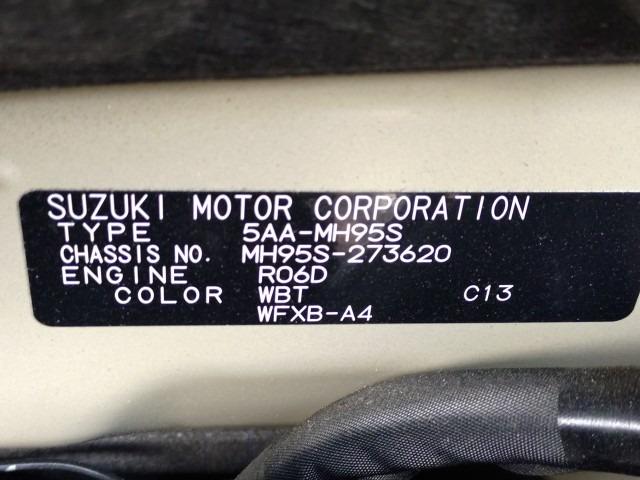 SUZUKI MOTOR CORPORATION
TYPE 5AA-MH95S
CHASSIS NO. MH95S-273620
ENGINE R06D
COLOR WBT C13
WFXB-A4